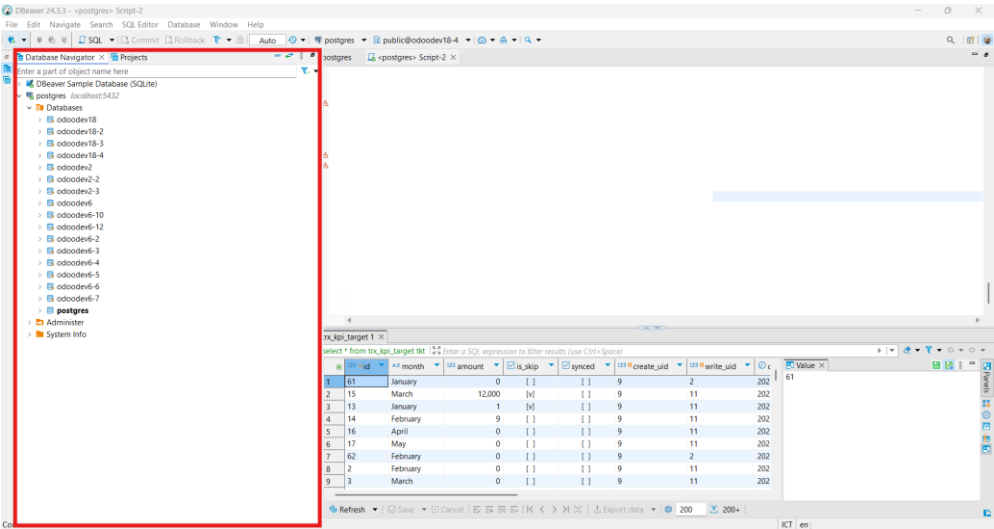 DBeaver 24.3.3 - <postgres> Script-2
File Edit Navigate Search SQL Editor Database Window Help
SQL Commit Rollback Auto postgres public@odoodev18-4
Database Navigator Projects postgres <postgres> Script-2
Enter a part of object name here
DBeaver Sample Database (SQLite)
postgres localhost:5432
Databases
odoodev18
odoodev18-2
odoodev18-3
odoodev18-4
odoodev2
odoodev2-2
odoodev2-3
odoodev6
odoodev6-10
odoodev6-12
odoodev6-2
odoodev6-3
odoodev6-4
odoodev6-5
odoodev6-6
odoodev6-7
postgres
Administer
System Info
trx_kpi_target 1
select * from trx_kpi_target tkt Enter a SQL expression to filter results (use Ctrl+Space)
123 id A-Z month 123 amount is_skip synced 123 create_uid 123 write_uid
1 61 January 0 [ ] [ ] 9 2 202
2 15 March 12,000 [v] [ ] 9 11 202
3 13 January 1 [v] [ ] 9 11 202
4 14 February 9 [ ] [ ] 9 11 202
5 16 April 0 [ ] [ ] 9 11 202
6 17 May 0 [ ] [ ] 9 11 202
7 62 February 0 [ ] [ ] 9 2 202
8 2 February 0 [ ] [ ] 9 11 202
9 3 March 0 [ ] [ ] 9 11 202
Value
61
Panels
Refresh Save Cancel Export data 200 200+
Co
ICT en